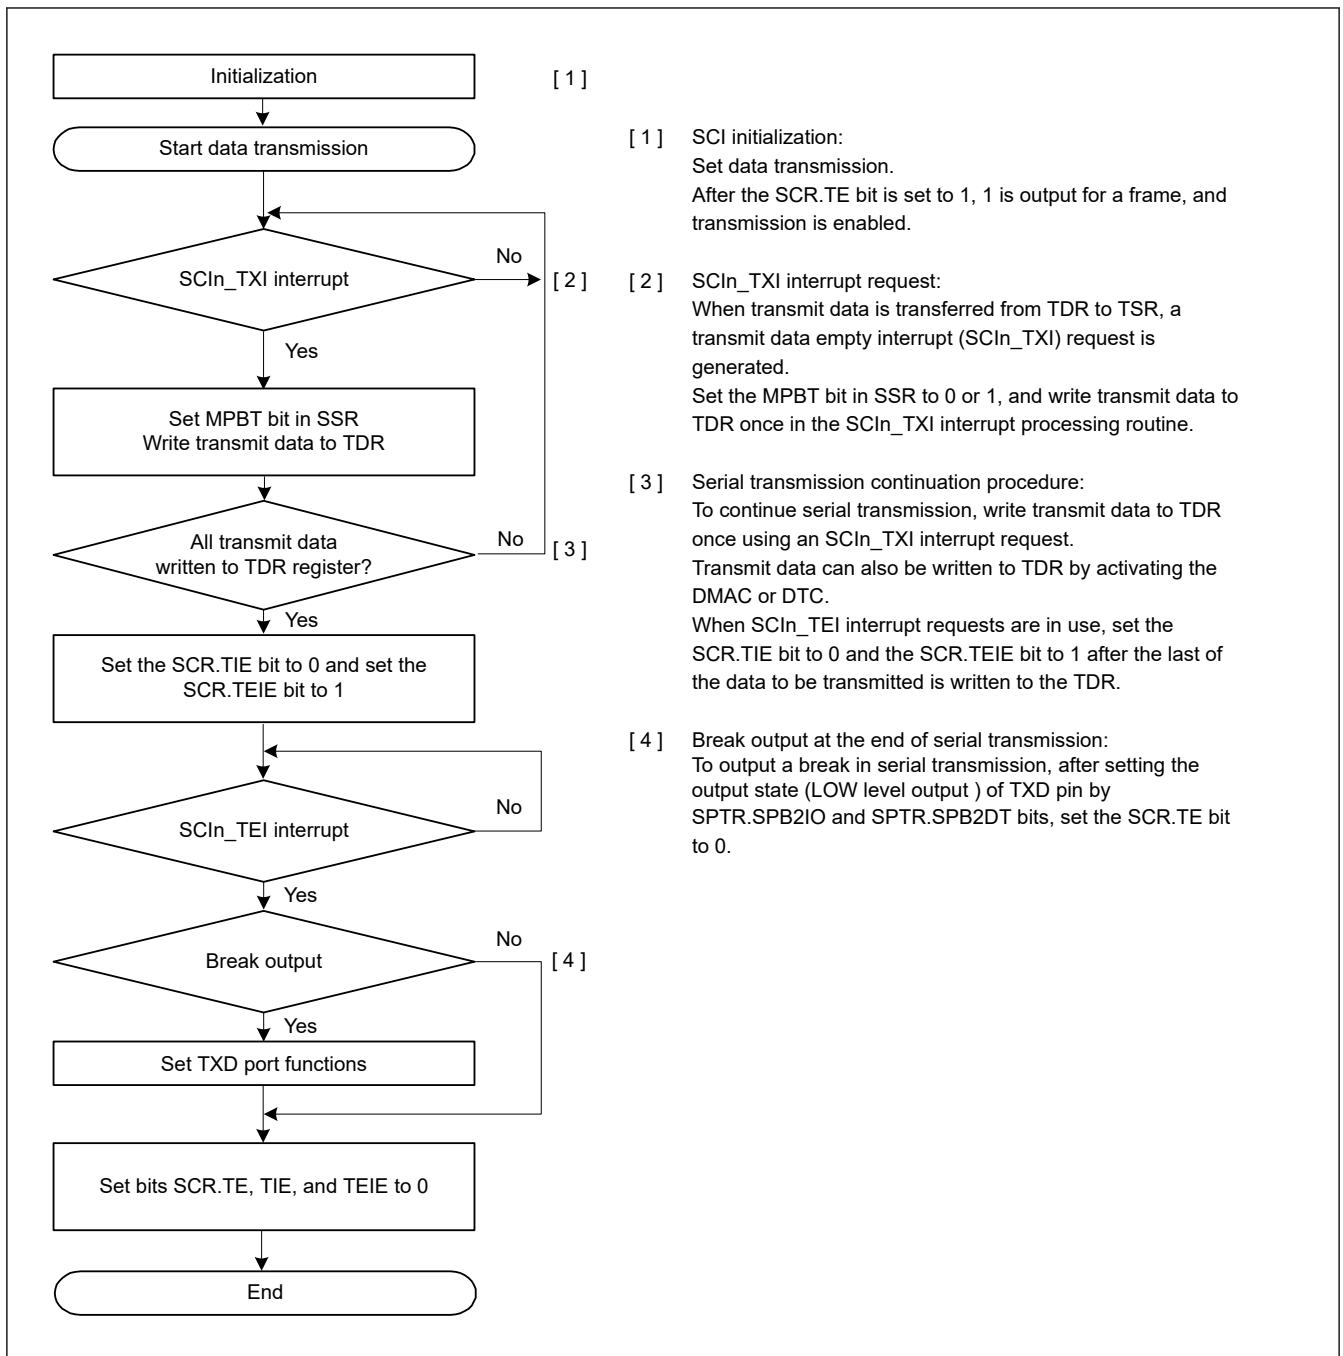 Initialization
[ 1 ]
Start data transmission
SCIn_TXI interrupt
No
[ 2 ]
Yes
Set MPBT bit in SSR
Write transmit data to TDR
All transmit data
written to TDR register?
No
[ 3 ]
Yes
Set the SCR.TIE bit to 0 and set the
SCR.TEIE bit to 1
SCIn_TEI interrupt
No
Yes
Break output
No
[ 4 ]
Yes
Set TXD port functions
Set bits SCR.TE, TIE, and TEIE to 0
End
[ 1 ] SCI initialization:
Set data transmission.
After the SCR.TE bit is set to 1, 1 is output for a frame, and
transmission is enabled.
[ 2 ] SCIn_TXI interrupt request:
When transmit data is transferred from TDR to TSR, a
transmit data empty interrupt (SCIn_TXI) request is
generated.
Set the MPBT bit in SSR to 0 or 1, and write transmit data to
TDR once in the SCIn_TXI interrupt processing routine.
[ 3 ] Serial transmission continuation procedure:
To continue serial transmission, write transmit data to TDR
once using an SCIn_TXI interrupt request.
Transmit data can also be written to TDR by activating the
DMAC or DTC.
When SCIn_TEI interrupt requests are in use, set the
SCR.TIE bit to 0 and the SCR.TEIE bit to 1 after the last of
the data to be transmitted is written to the TDR.
[ 4 ] Break output at the end of serial transmission:
To output a break in serial transmission, after setting the
output state (LOW level output ) of TXD pin by
SPTR.SPB2IO and SPTR.SPB2DT bits, set the SCR.TE bit
to 0.